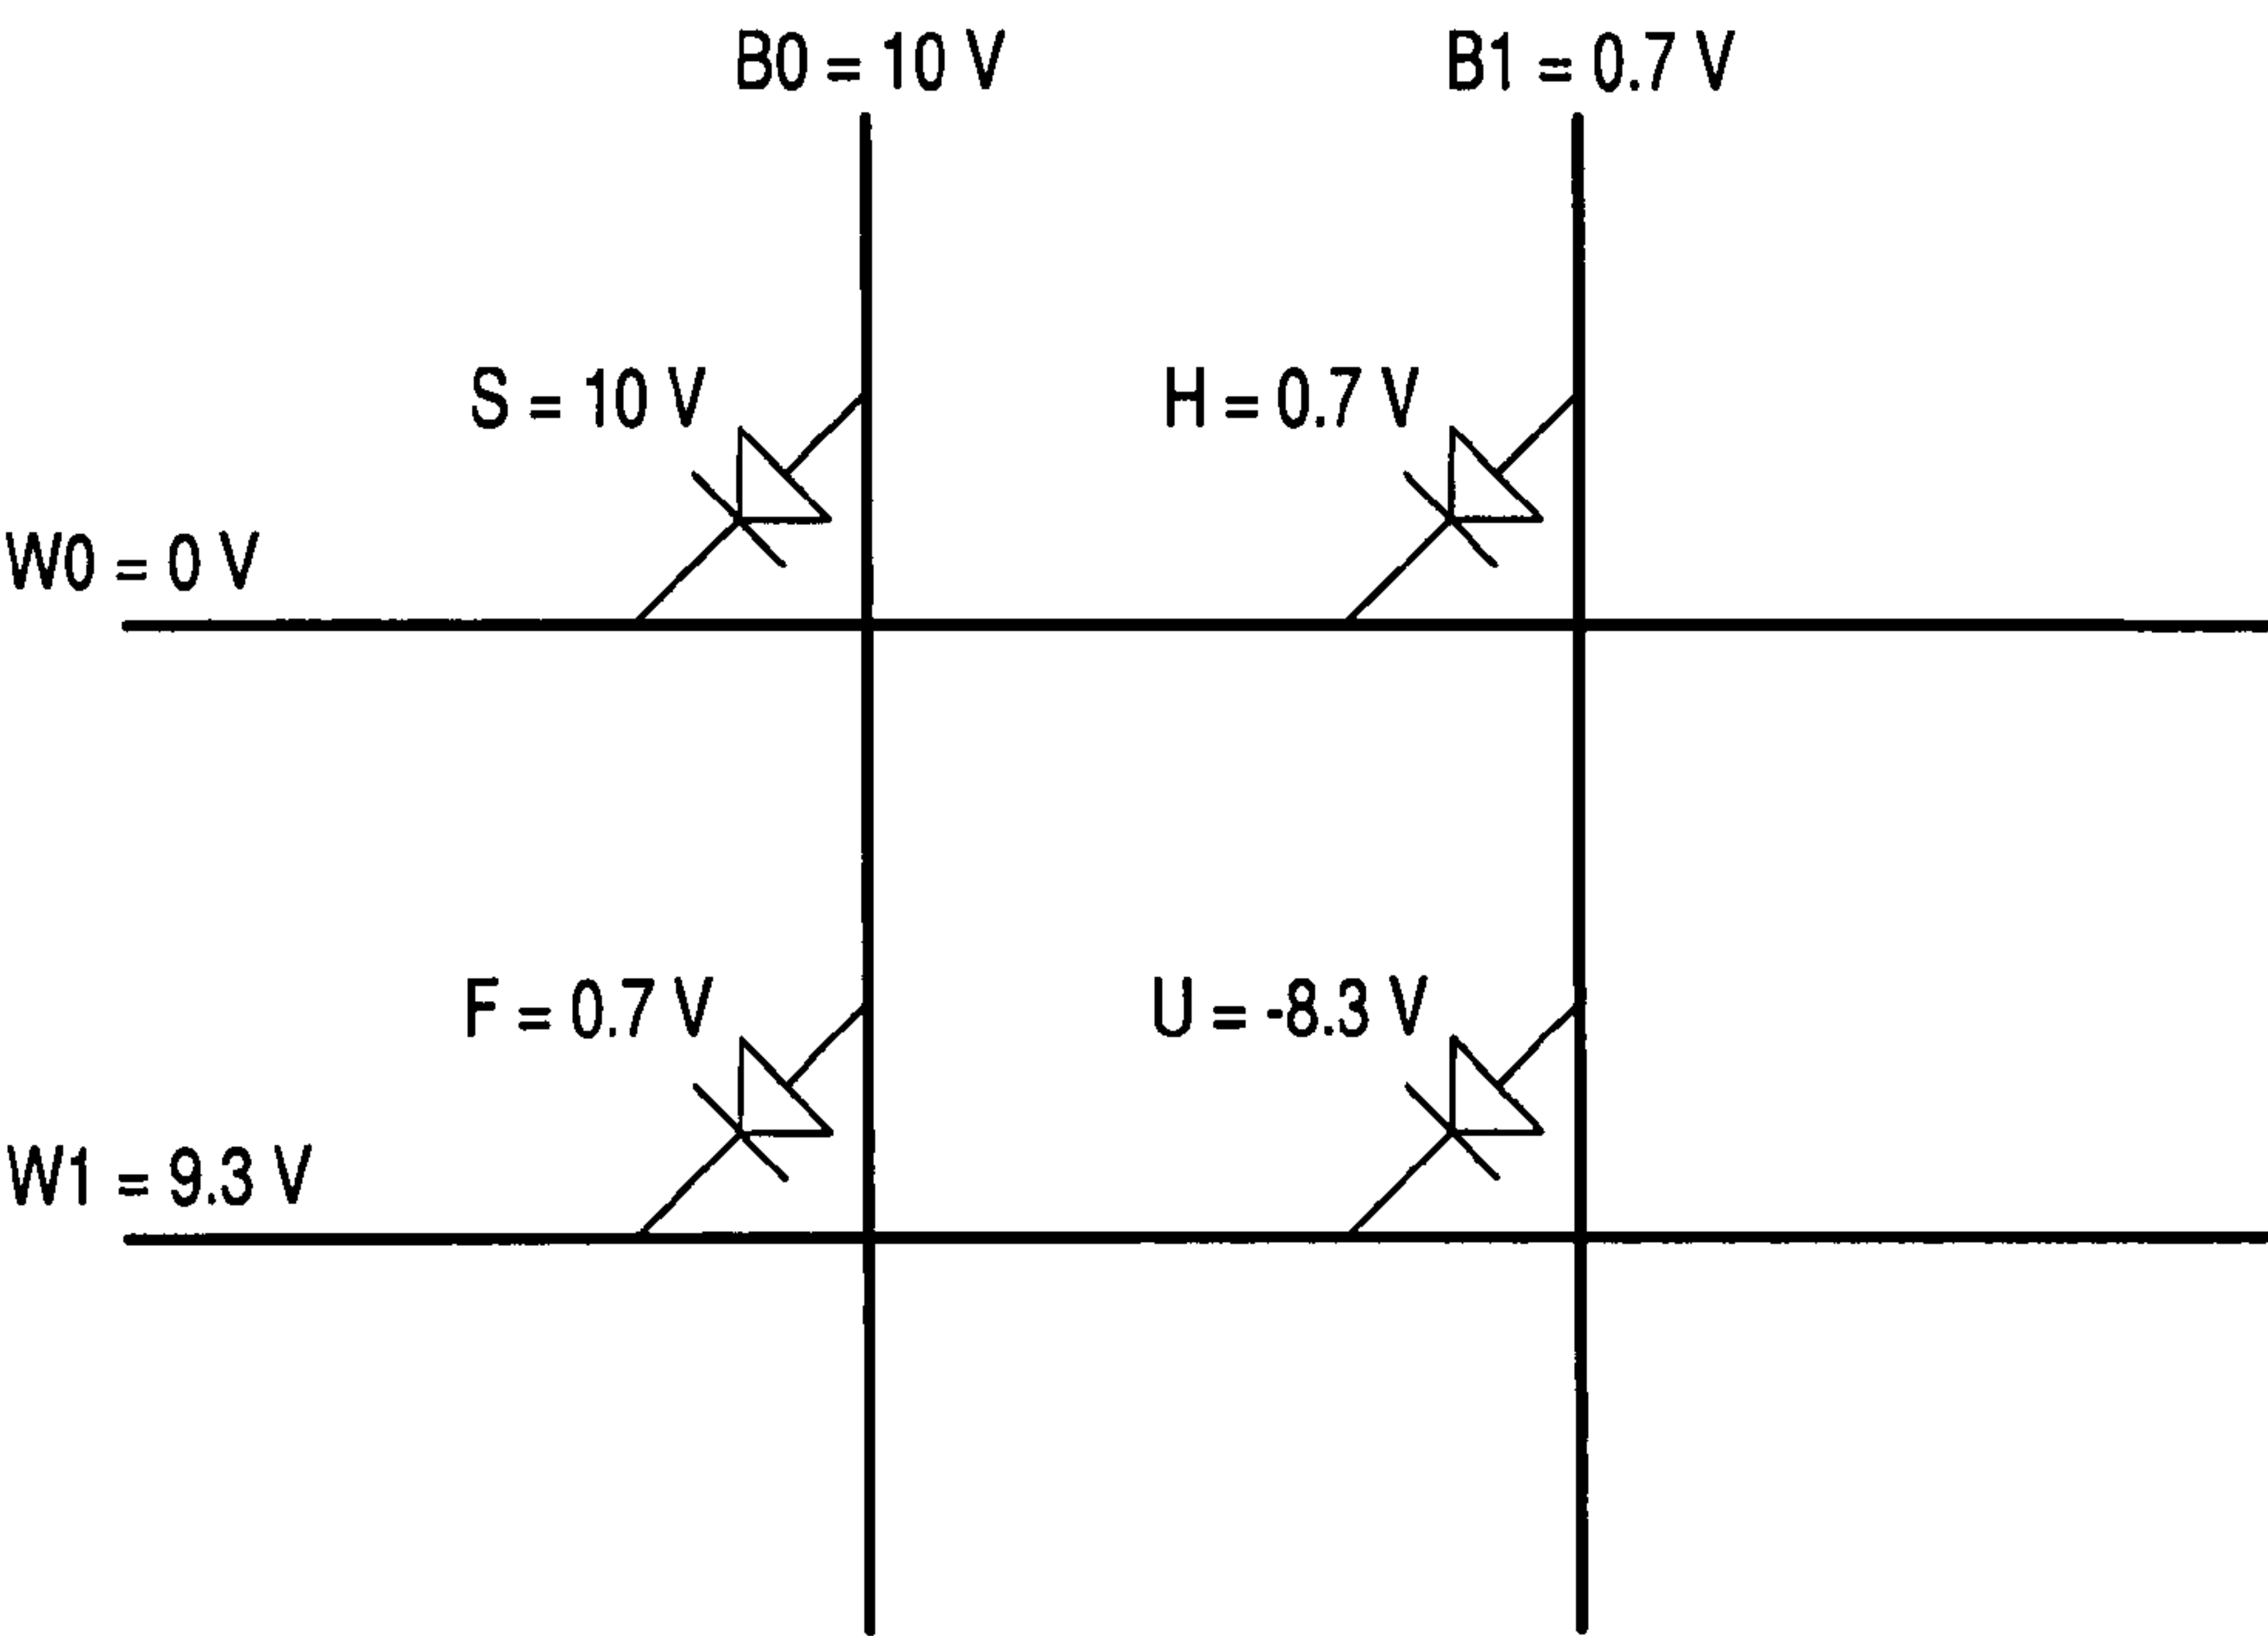 B0 = 10 V
B1 = 0.7 V
S = 10 V
H = 0.7 V
W0 = 0 V
F = 0.7 V
U = -8.3 V
W1 = 9.3 V